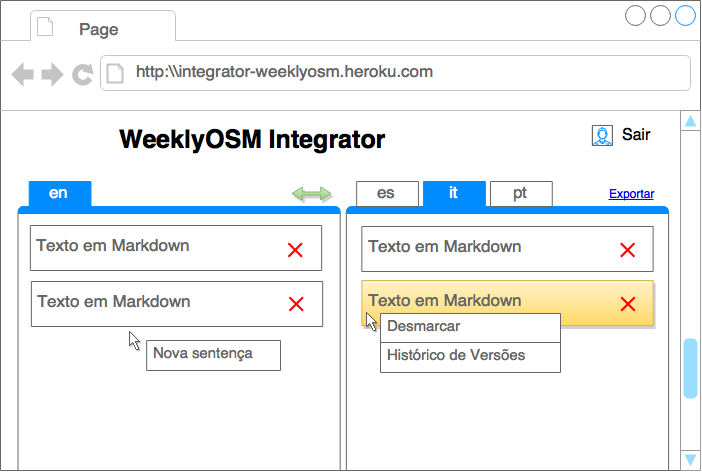 Page
http:\\integrator-weeklyosm.heroku.com
WeeklyOSM Integrator
Sair
en
es
it
pt
Exportar
Texto em Markdown
Texto em Markdown
Nova sentença
Texto em Markdown
Texto em Markdown
Desmarcar
Histórico de Versões